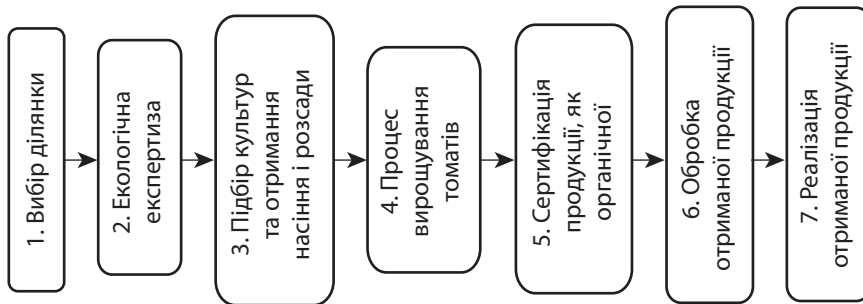 1. Вибір ділянки
2. Екологічна
експертиза
3. Підбір культур
та отримання
насіння і розсади
4. Процес
вирощування
томатів
5. Сертифікація
продукції, як
органічної
6. Обробка
отриманої продукції
7. Реалізація
отриманої продукції